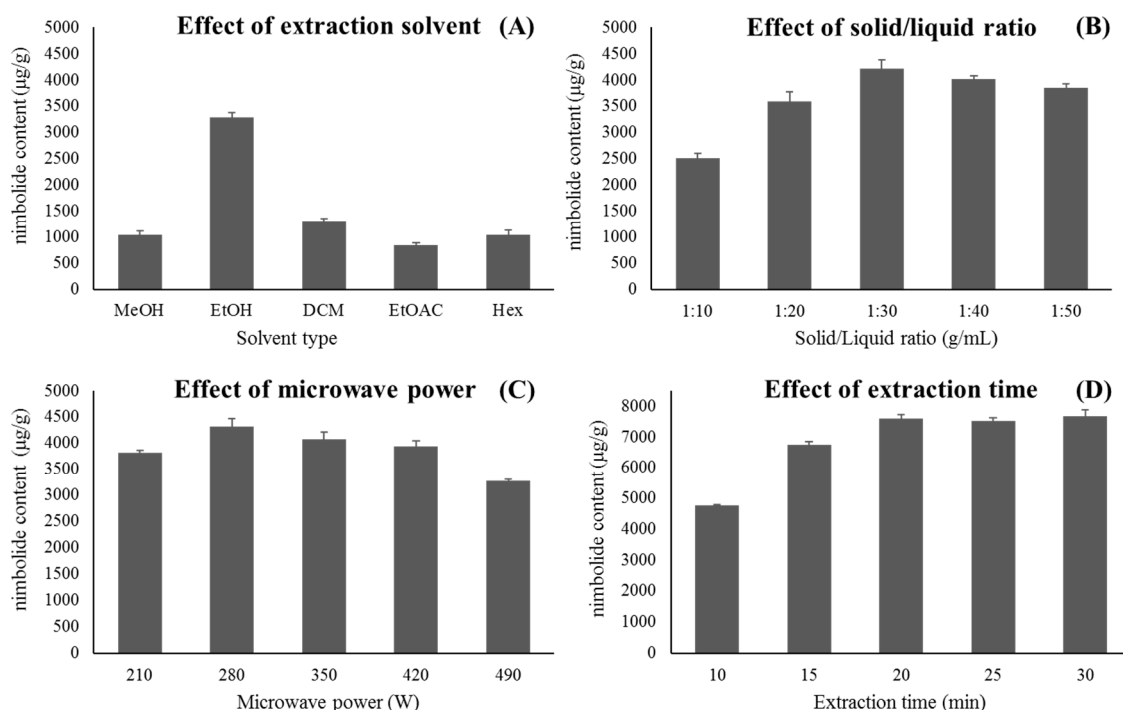 Effect of extraction solvent (A)
nimbolide content (µg/g)
5000
4500
4000
3500
3000
2500
2000
1500
1000
500
0
MeOH EtOH DCM EtOAC Hex
Solvent type
Effect of solid/liquid ratio (B)
nimbolide content (µg/g)
5000
4500
4000
3500
3000
2500
2000
1500
1000
500
0
1:10 1:20 1:30 1:40 1:50
Solid/Liquid ratio (g/mL)
Effect of microwave power (C)
nimbolide content (µg/g)
5000
4500
4000
3500
3000
2500
2000
1500
1000
500
0
210 280 350 420 490
Microwave power (W)
Effect of extraction time (D)
nimbolide content (µg/g)
8000
7000
6000
5000
4000
3000
2000
1000
0
10 15 20 25 30
Extraction time (min)